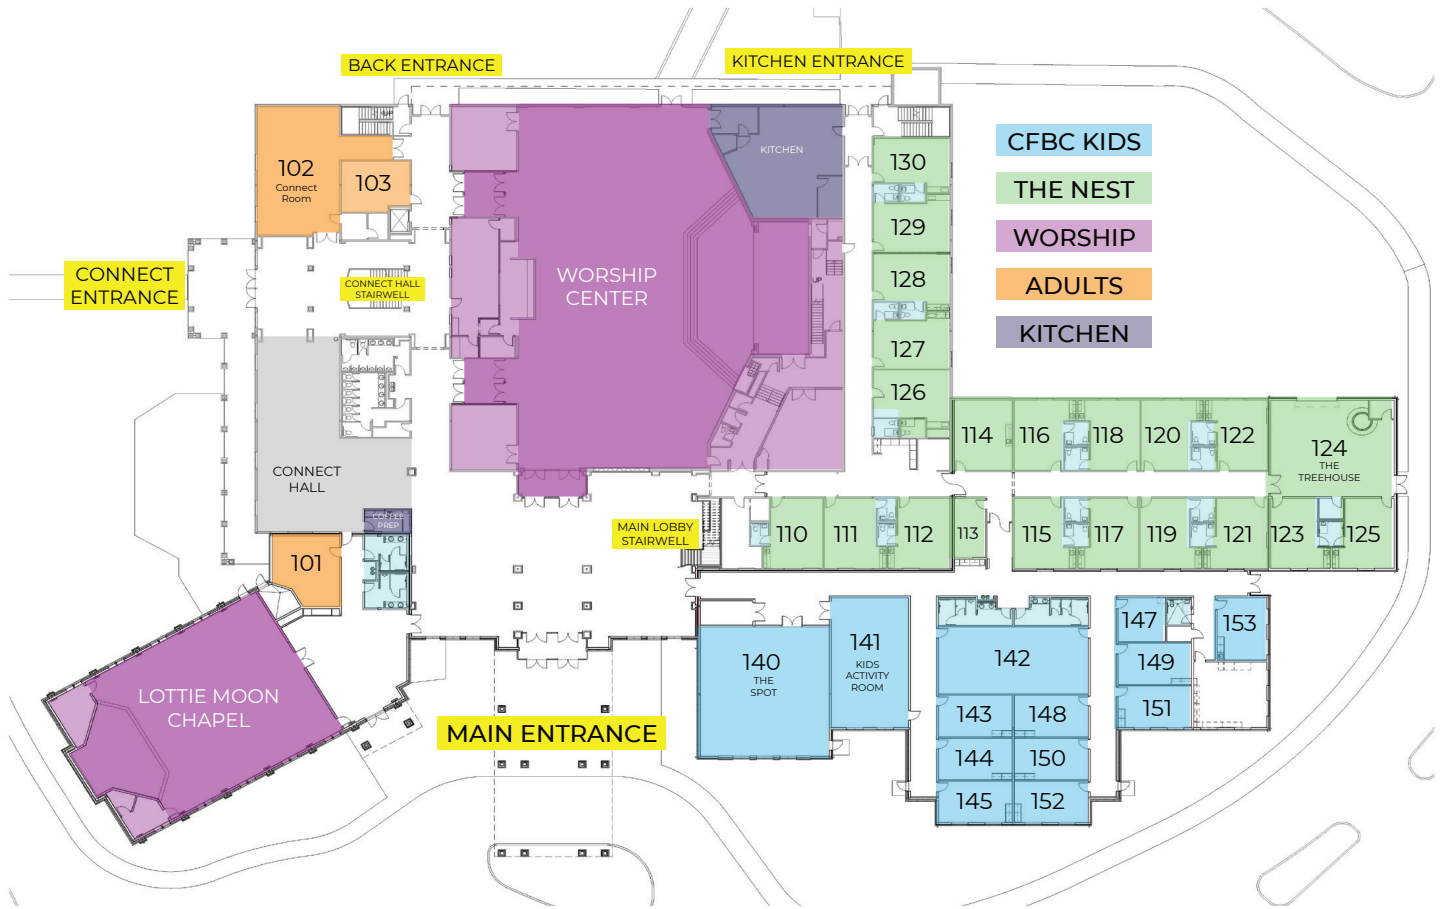 BACK ENTRANCE
KITCHEN ENTRANCE
CFBC KIDS
THE NEST
WORSHIP
ADULTS
KITCHEN
102
Connect
Room
103
KITCHEN
130
129
128
127
126
CONNECT
ENTRANCE
CONNECT HALL
STAIRWELL
WORSHIP
CENTER
CONNECT
HALL
COFFEE
PREP
101
MAIN LOBBY
STAIRWELL
114
116
118
120
122
124
THE
TREEHOUSE
110
111
112
113
115
117
119
121
123
125
LOTTIE MOON
CHAPEL
MAIN ENTRANCE
140
THE
SPOT
141
KIDS
ACTIVITY
ROOM
142
143
148
144
150
145
152
147
149
151
153